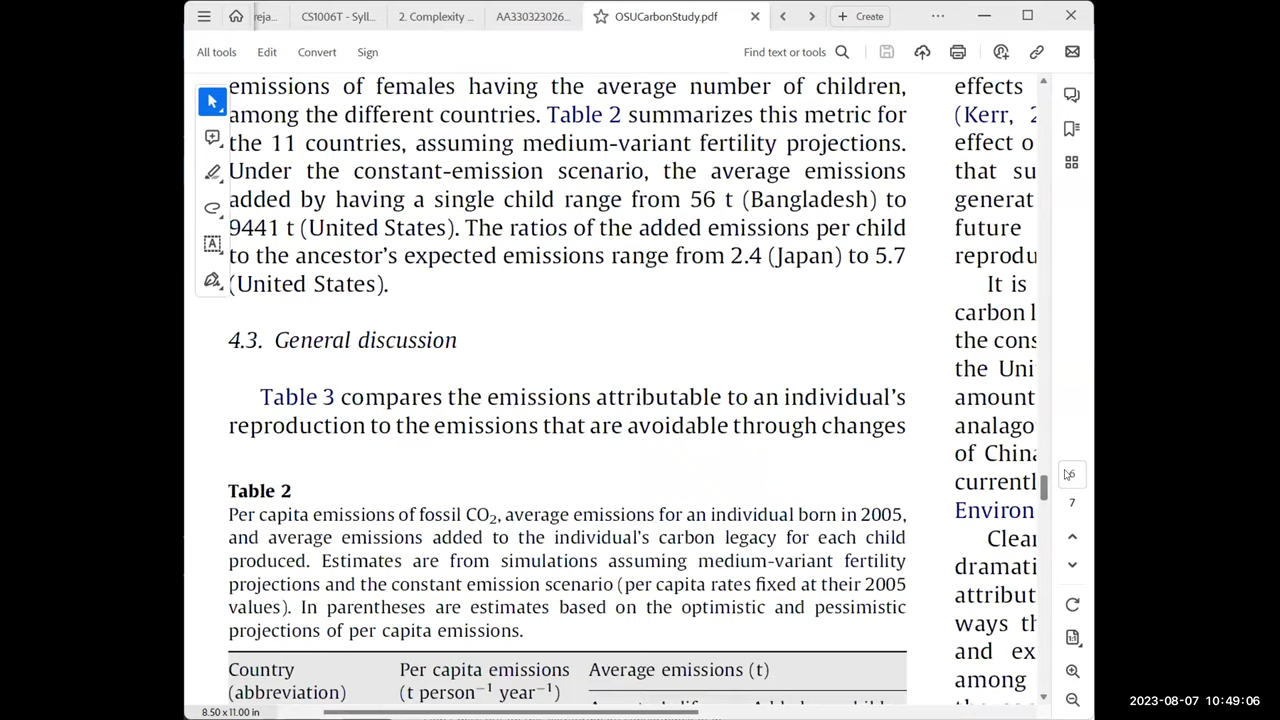 reja...
CS1006T - Syll...
2. Complexity ...
AA330323026...
OSUCarbonStudy.pdf
Create
All tools
Edit
Convert
Sign
Find text or tools
emissions of females having the average number of children,
among the different countries. Table 2 summarizes this metric for
the 11 countries, assuming medium-variant fertility projections.
Under the constant-emission scenario, the average emissions
added by having a single child range from 56 t (Bangladesh) to
9441 t (United States). The ratios of the added emissions per child
to the ancestor's expected emissions range from 2.4 (Japan) to 5.7
(United States).
4.3. General discussion
Table 3 compares the emissions attributable to an individual's
reproduction to the emissions that are avoidable through changes
Table 2
Per capita emissions of fossil CO₂, average emissions for an individual born in 2005,
and average emissions added to the individual's carbon legacy for each child
produced. Estimates are from simulations assuming medium-variant fertility
projections and the constant emission scenario (per capita rates fixed at their 2005
values). In parentheses are estimates based on the optimistic and pessimistic
projections of per capita emissions.
Country
(abbreviation)
Per capita emissions
(t person⁻¹ year⁻¹)
Average emissions (t)
effects
(Kerr, 2
effect o
that su
generat
future
reprodu
It is
carbon l
the cons
the Uni
amount
analago
of China
currentl
Environ
Clear
dramati
attribut
ways th
and ex
among
6
7
8.50 x 11.00 in
2023-08-07 10:49:06